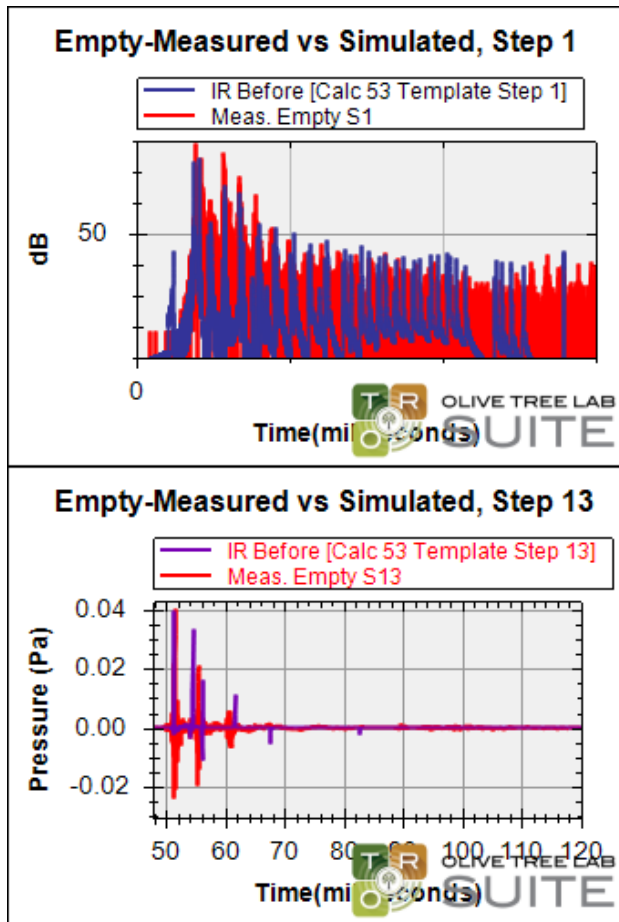 Empty-Measured vs Simulated, Step 1
IR Before [Calc 53 Template Step 1]
Meas. Empty S1
dB
50
0
T R
O
OLIVE TREE LAB
SUITE
Empty-Measured vs Simulated, Step 13
IR Before [Calc 53 Template Step 13]
Meas. Empty S13
Pressure (Pa)
0.04
0.02
0.00
-0.02
50 60 70 80 90 100 110 120
T R
O
OLIVE TREE LAB
SUITE